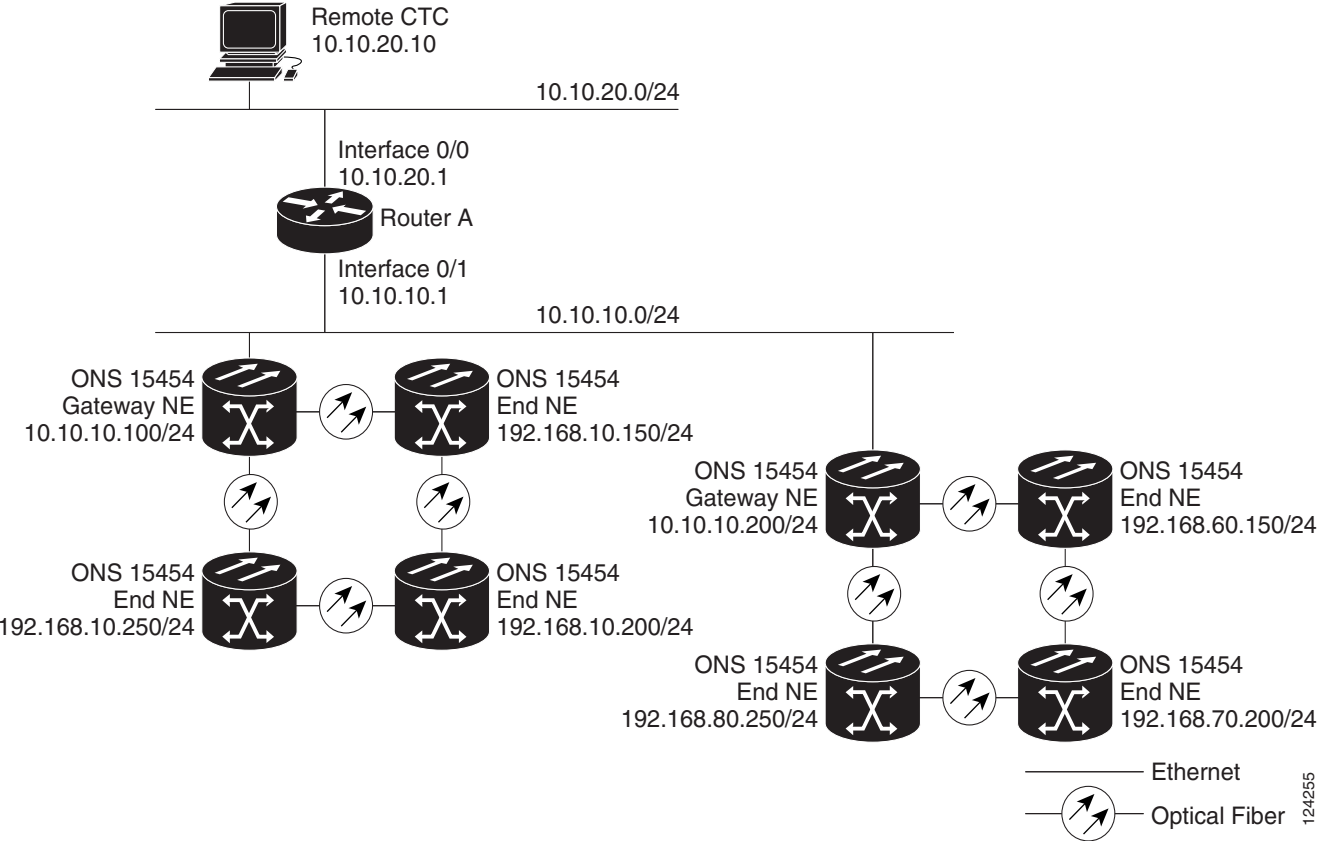 Remote CTC
10.10.20.10
10.10.20.0/24
Interface 0/0
10.10.20.1
Router A
Interface 0/1
10.10.10.1
10.10.10.0/24
ONS 15454
Gateway NE
10.10.10.100/24
ONS 15454
End NE
192.168.10.150/24
ONS 15454
Gateway NE
10.10.10.200/24
ONS 15454
End NE
192.168.60.150/24
ONS 15454
End NE
192.168.10.250/24
ONS 15454
End NE
192.168.10.200/24
ONS 15454
End NE
192.168.80.250/24
ONS 15454
End NE
192.168.70.200/24
Ethernet
Optical Fiber
124255